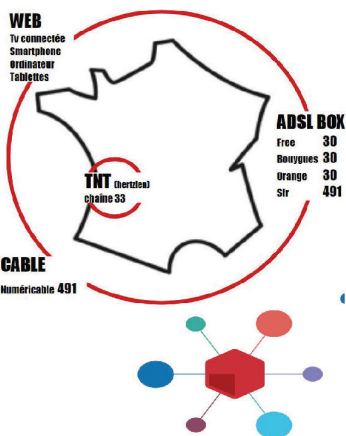 WEB
Tv connectée
Smartphone
Ordinateur
Tablettes
ADSL BOX
Free 30
Bouygues 30
Orange 30
Sfr 491
TNT (hertzien)
chaîne 33
CABLE
Numéricable 491